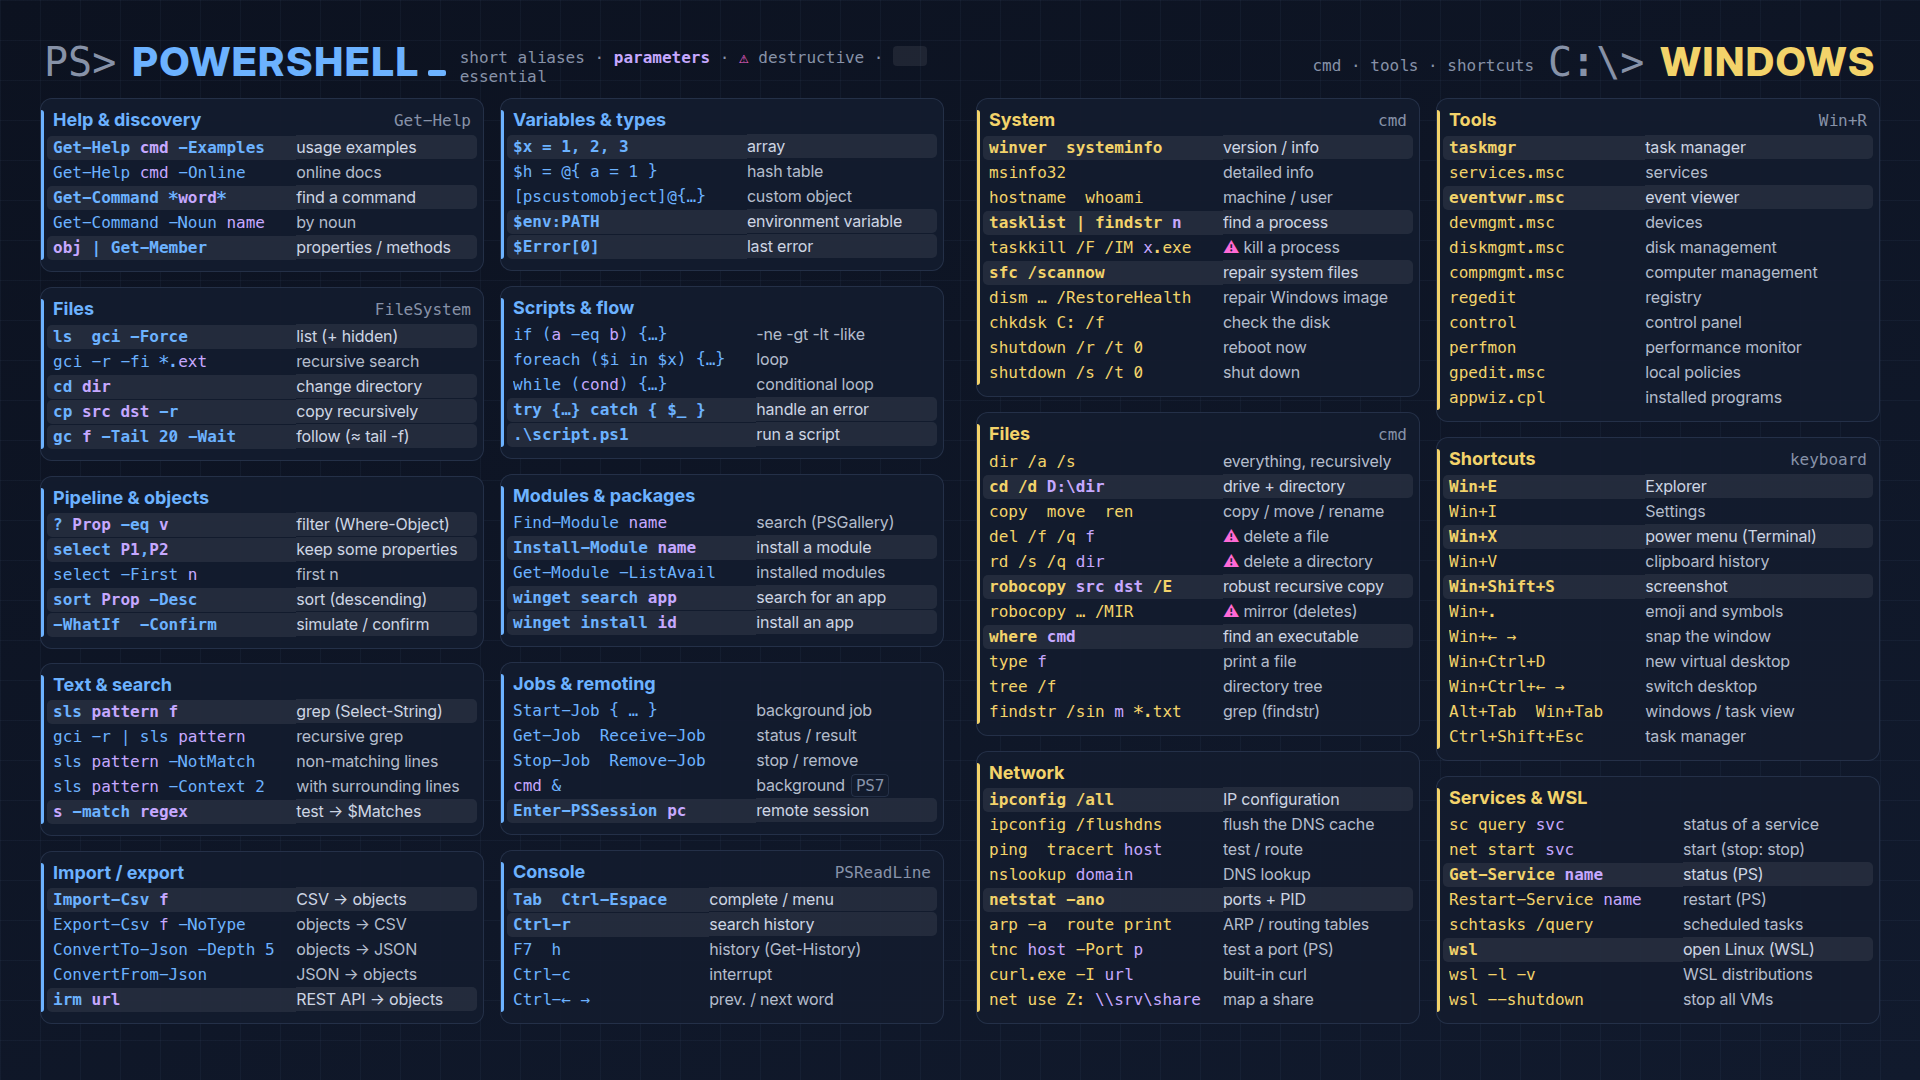 PS> POWERSHELL_
short aliases · parameters · ⚠ destructive ·
essential
Help & discovery Get-Help
Get-Help cmd -Examples usage examples
Get-Help cmd -Online online docs
Get-Command *word* find a command
Get-Command -Noun name by noun
obj | Get-Member properties / methods
Files FileSystem
ls gci -Force list (+ hidden)
gci -r -fi *.ext recursive search
cd dir change directory
cp src dst -r copy recursively
gc f -Tail 20 -Wait follow (≈ tail -f)
Pipeline & objects
? Prop -eq v filter (Where-Object)
select P1,P2 keep some properties
select -First n first n
sort Prop -Desc sort (descending)
-WhatIf -Confirm simulate / confirm
Text & search
sls pattern f grep (Select-String)
gci -r | sls pattern recursive grep
sls pattern -NotMatch non-matching lines
sls pattern -Context 2 with surrounding lines
s -match regex test → $Matches
Import / export
Import-Csv f CSV → objects
Export-Csv f -NoType objects → CSV
ConvertTo-Json -Depth 5 objects → JSON
ConvertFrom-Json JSON → objects
irm url REST API → objects
Variables & types
$x = 1, 2, 3 array
$h = @{ a = 1 } hash table
[pscustomobject]@{…} custom object
$env:PATH environment variable
$Error[0] last error
Scripts & flow
if (a -eq b) {…} -ne -gt -lt -like
foreach ($i in $x) {…} loop
while (cond) {…} conditional loop
try {…} catch { $_ } handle an error
.\script.ps1 run a script
Modules & packages
Find-Module name search (PSGallery)
Install-Module name install a module
Get-Module -ListAvail installed modules
winget search app search for an app
winget install id install an app
Jobs & remoting
Start-Job { … } background job
Get-Job Receive-Job status / result
Stop-Job Remove-Job stop / remove
cmd & background PS7
Enter-PSSession pc remote session
Console PSReadLine
Tab Ctrl-Espace complete / menu
Ctrl-r search history
F7 h history (Get-History)
Ctrl-c interrupt
Ctrl-← → prev. / next word
cmd · tools · shortcuts C:\> WINDOWS
System cmd
winver systeminfo version / info
msinfo32 detailed info
hostname whoami machine / user
tasklist | findstr n find a process
taskkill /F /IM x.exe ⚠ kill a process
sfc /scannow repair system files
dism … /RestoreHealth repair Windows image
chkdsk C: /f check the disk
shutdown /r /t 0 reboot now
shutdown /s /t 0 shut down
Files cmd
dir /a /s everything, recursively
cd /d D:\dir drive + directory
copy move ren copy / move / rename
del /f /q f ⚠ delete a file
rd /s /q dir ⚠ delete a directory
robocopy src dst /E robust recursive copy
robocopy … /MIR ⚠ mirror (deletes)
where cmd find an executable
type f print a file
tree /f directory tree
findstr /sin m *.txt grep (findstr)
Network
ipconfig /all IP configuration
ipconfig /flushdns flush the DNS cache
ping tracert host test / route
nslookup domain DNS lookup
netstat -ano ports + PID
arp -a route print ARP / routing tables
tnc host -Port p test a port (PS)
curl.exe -I url built-in curl
net use Z: \\srv\share map a share
Tools Win+R
taskmgr task manager
services.msc services
eventvwr.msc event viewer
devmgmt.msc devices
diskmgmt.msc disk management
compmgmt.msc computer management
regedit registry
control control panel
perfmon performance monitor
gpedit.msc local policies
appwiz.cpl installed programs
Shortcuts keyboard
Win+E Explorer
Win+I Settings
Win+X power menu (Terminal)
Win+V clipboard history
Win+Shift+S screenshot
Win+. emoji and symbols
Win+← → snap the window
Win+Ctrl+D new virtual desktop
Win+Ctrl+← → switch desktop
Alt+Tab Win+Tab windows / task view
Ctrl+Shift+Esc task manager
Services & WSL
sc query svc status of a service
net start svc start (stop: stop)
Get-Service name status (PS)
Restart-Service name restart (PS)
schtasks /query scheduled tasks
wsl open Linux (WSL)
wsl -l -v WSL distributions
wsl --shutdown stop all VMs